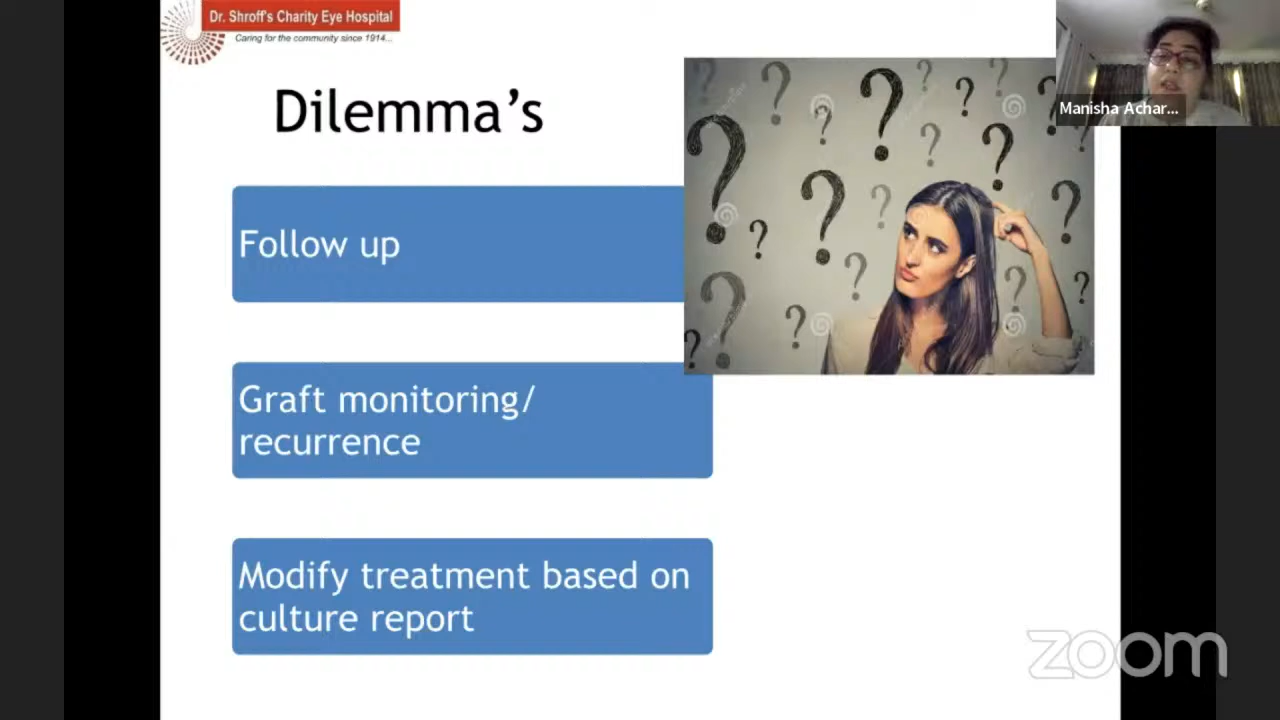 Dr. Shroff's Charity Eye Hospital
Caring for the community since 1914...
Manisha Achar...
Dilemma's
Follow up
Graft monitoring/
recurrence
Modify treatment based on
culture report
zoom